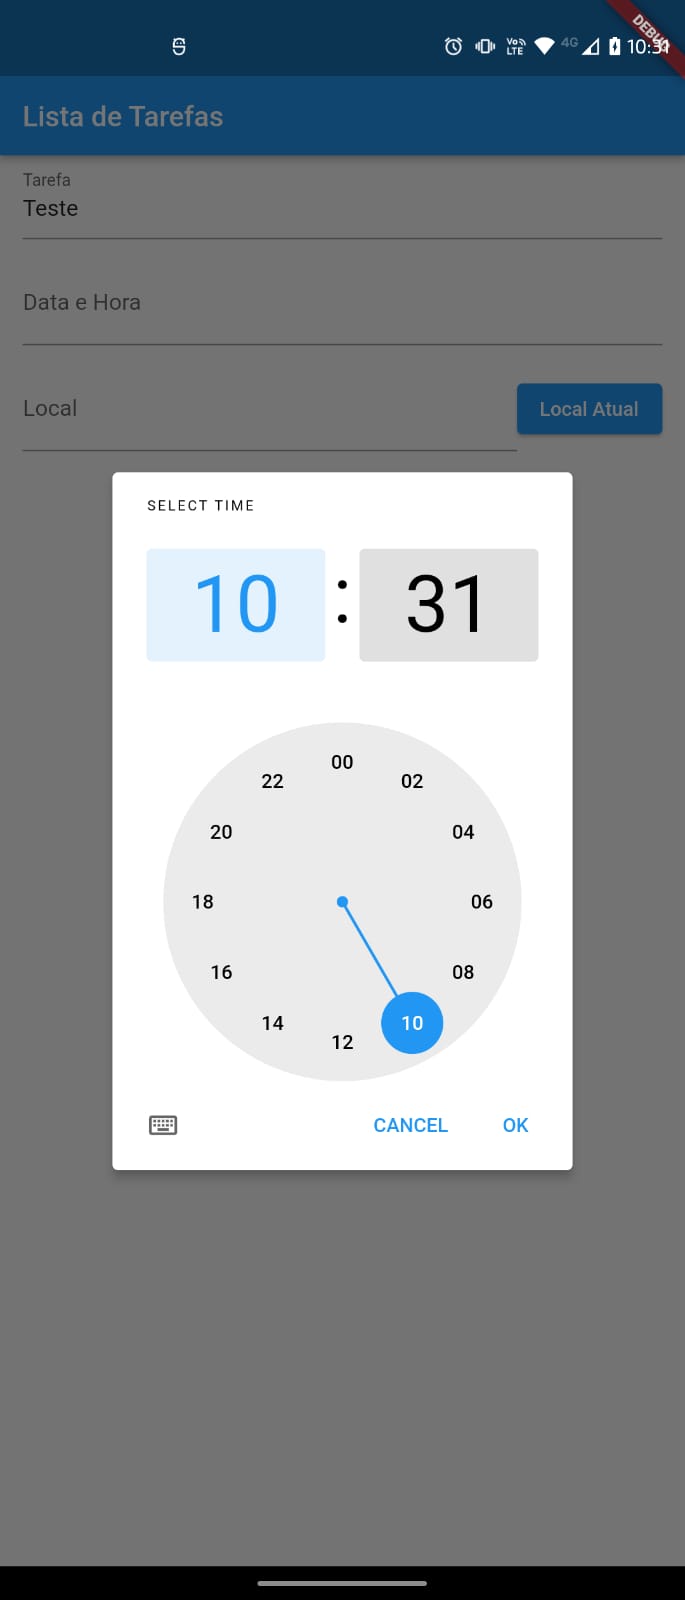 DEBUG
Vo LTE 4G 10:31
Lista de Tarefas
Tarefa
Teste
Data e Hora
Local
Local Atual
SELECT TIME
10 : 31
00
22 02
20 04
18 06
16 08
14 10
12
CANCEL OK